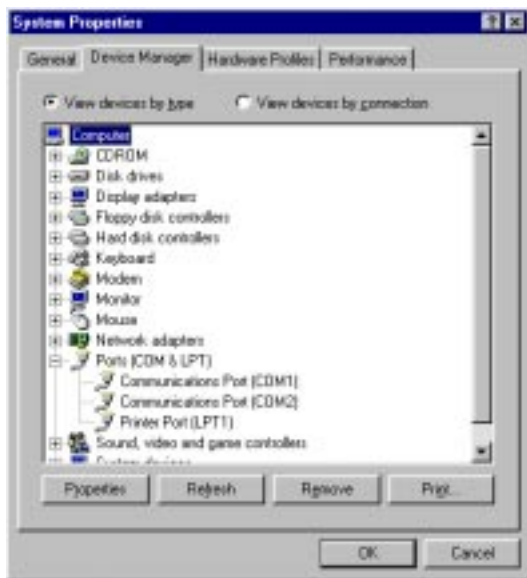 System Properties
General Device Manager Hardware Profiles Performance
View devices by type View devices by connection
Computer
CDROM
Disk drives
Display adapters
Floppy disk controllers
Hard disk controllers
Keyboard
Modem
Monitor
Mouse
Network adapters
Ports (COM & LPT)
Communications Port (COM1)
Communications Port (COM2)
Printer Port (LPT1)
Sound, video and game controllers
System devices
Properties Refresh Remove Print...
OK Cancel